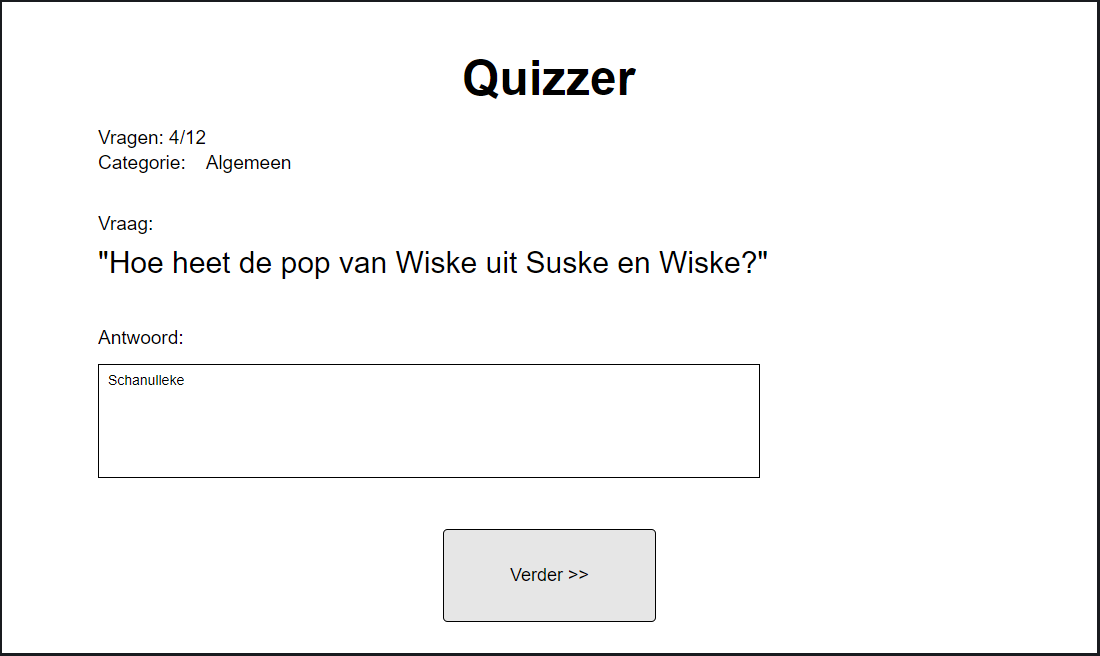 Quizzer
Vragen: 4/12
Categorie: Algemeen
Vraag:
"Hoe heet de pop van Wiske uit Suske en Wiske?"
Antwoord:
Schanulleke
Verder >>